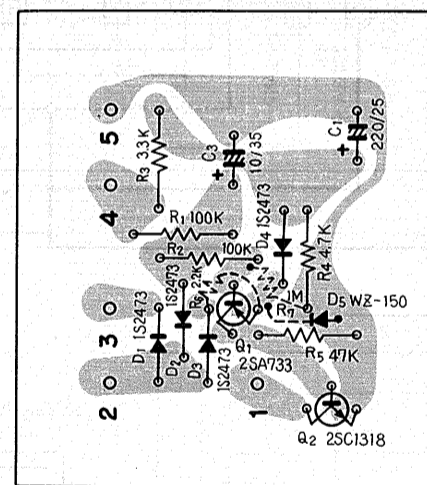 5
4
3
2
1
R3 3.3K
C3
10/35
+
C1
220/25
+
R1 100K
R2
100K
D4 1S2473
R4 4.7K
R6 2.2K
1S2473
D1 1S2473
D2
D3
1S2473
Q1
2SA733
1M
R7
D5 WZ-150
R5 47K
Q2 2SC1318